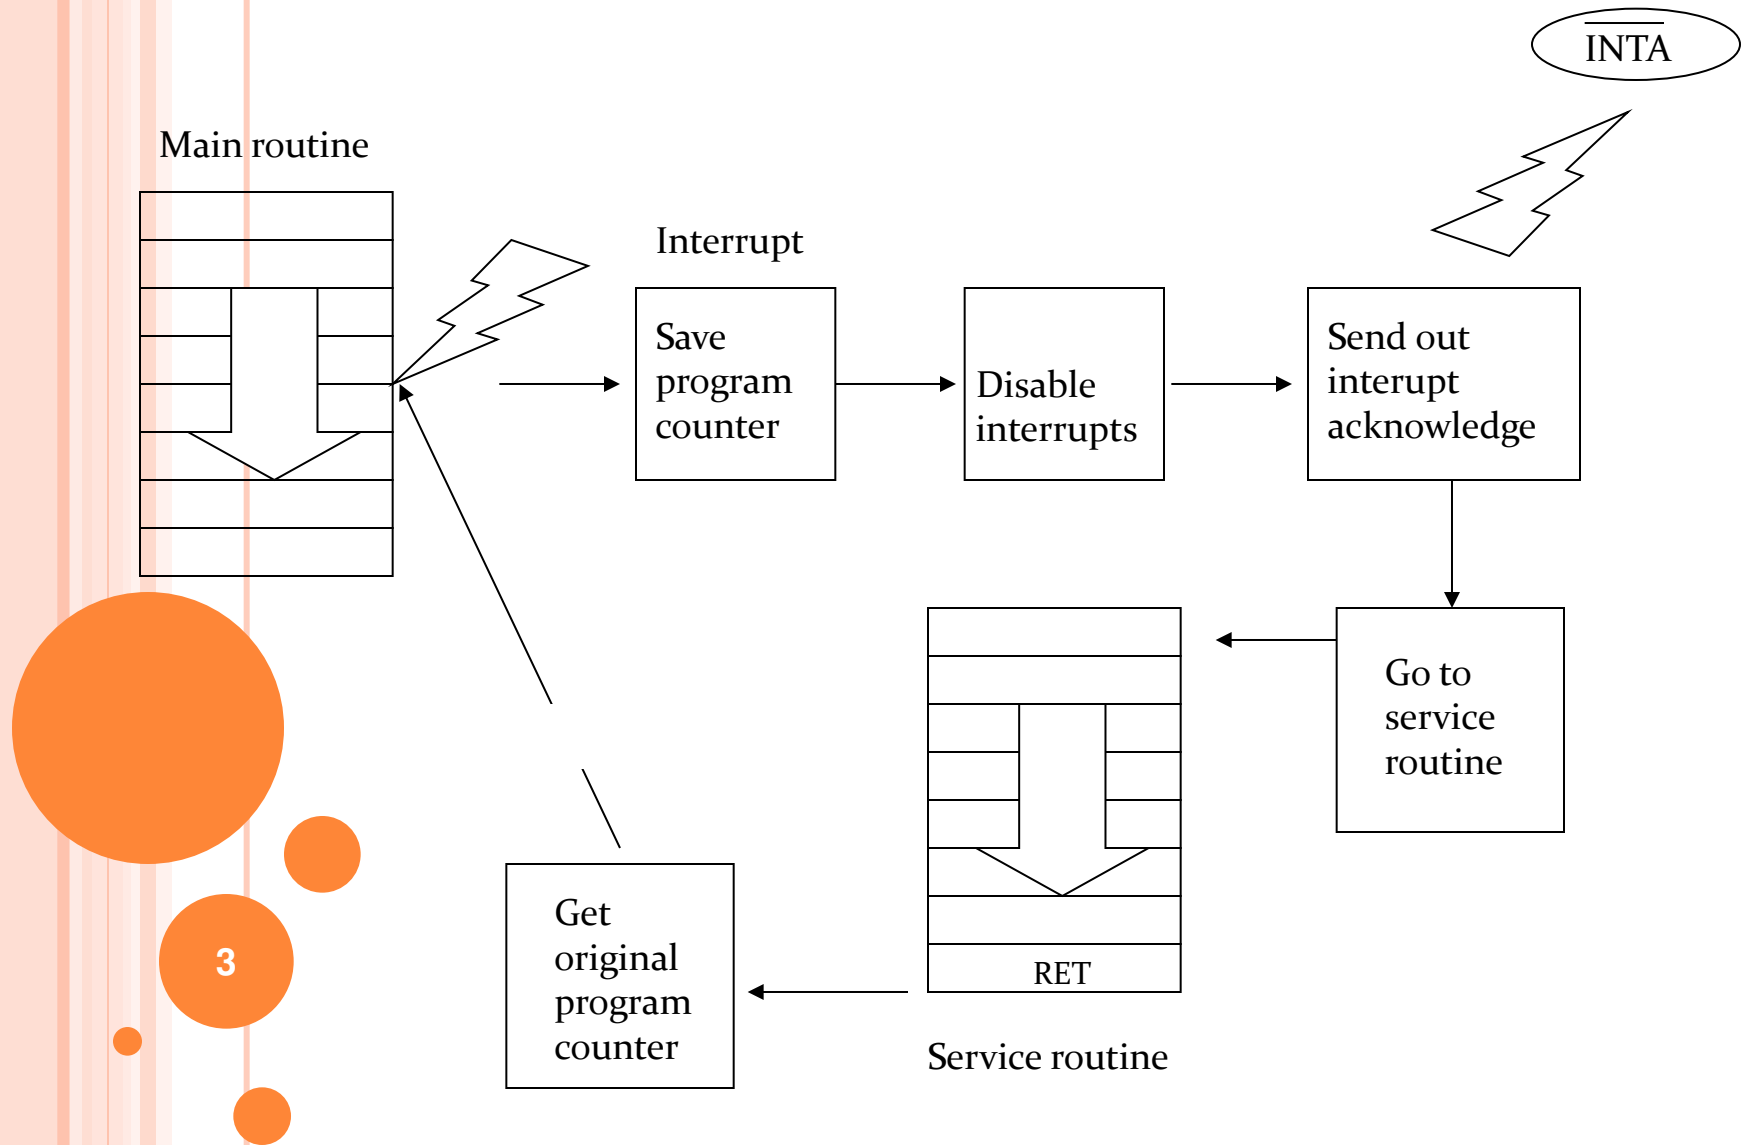 INTA
Main routine
Interrupt
Save
program
counter
Disable
interrupts
Send out
interupt
acknowledge
Go to
service
routine
RET
Service routine
Get
original
program
counter
3